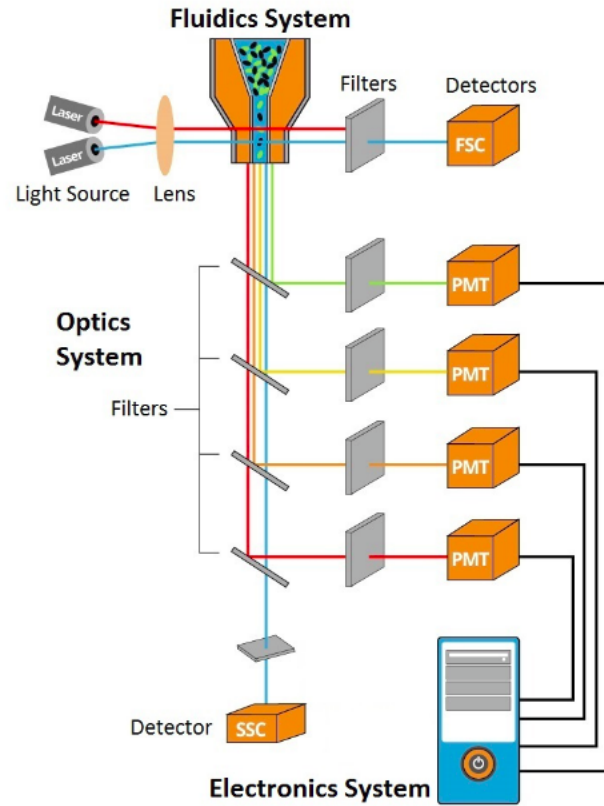 Fluidics System
Filters
Detectors
Laser
Laser
FSC
Light Source
Lens
PMT
Optics
System
PMT
Filters
PMT
PMT
Detector
SSC
Electronics System